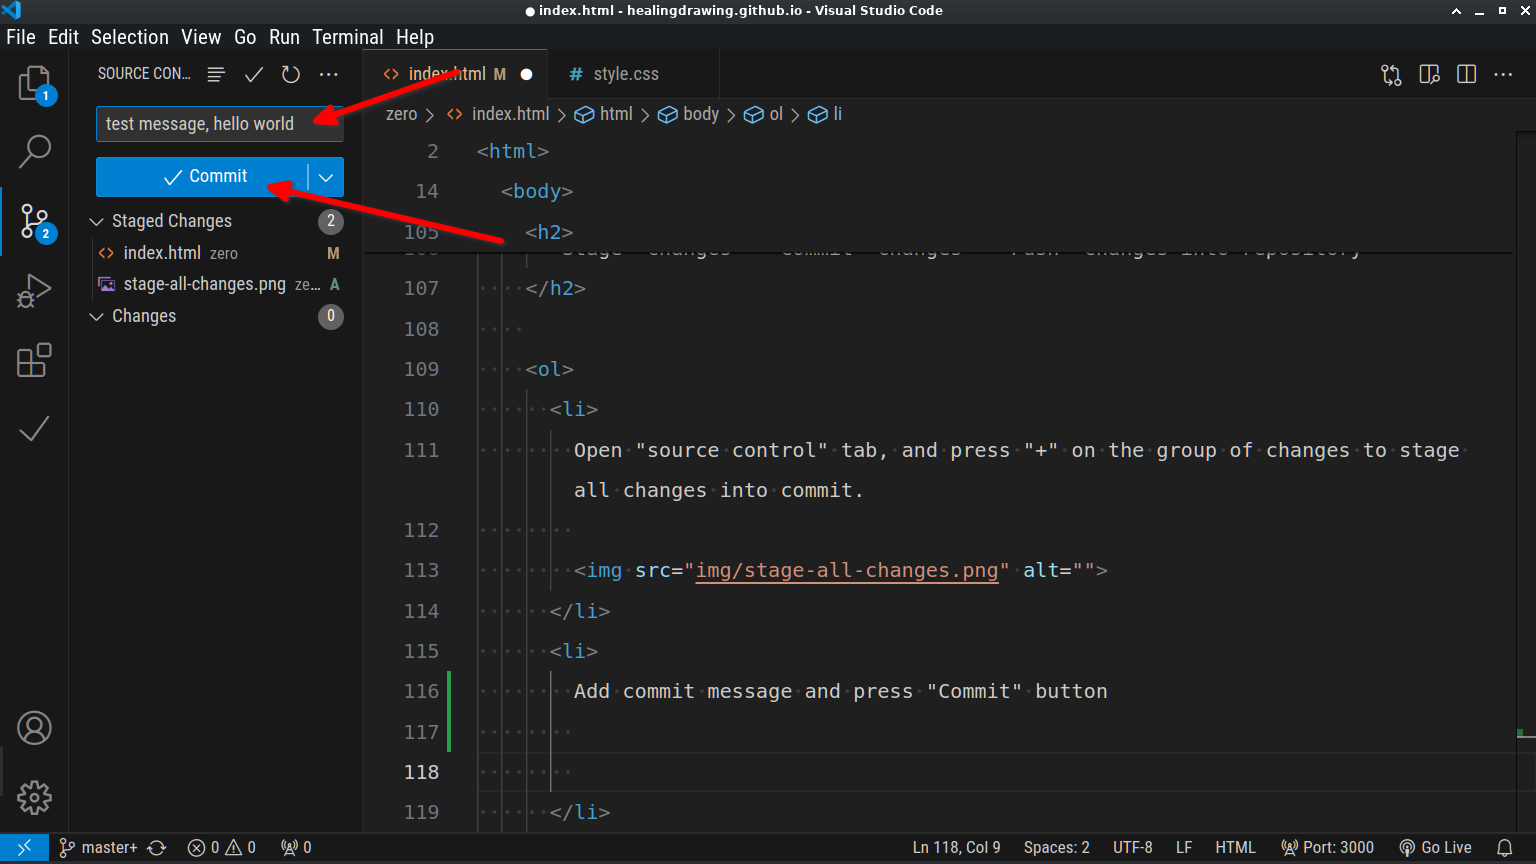 ● index.html - healingdrawing.github.io - Visual Studio Code
File Edit Selection View Go Run Terminal Help
SOURCE CON...
index.html M
# style.css
zero > index.html > html > body > ol > li
1
test message, hello world
Commit
2
Staged Changes 2
index.html zero M
stage-all-changes.png ze... A
Changes 0
2 <html>
14 <body>
105 <h2>
107 </h2>
108
109 <ol>
110 <li>
111 Open "source control" tab, and press "+" on the group of changes to stage
all changes into commit.
112
113 <img src="img/stage-all-changes.png" alt="">
114 </li>
115 <li>
116 Add commit message and press "Commit" button
117
118
119 </li>
master+ 0 0 0 Ln 118, Col 9 Spaces: 2 UTF-8 LF HTML Port: 3000 Go Live